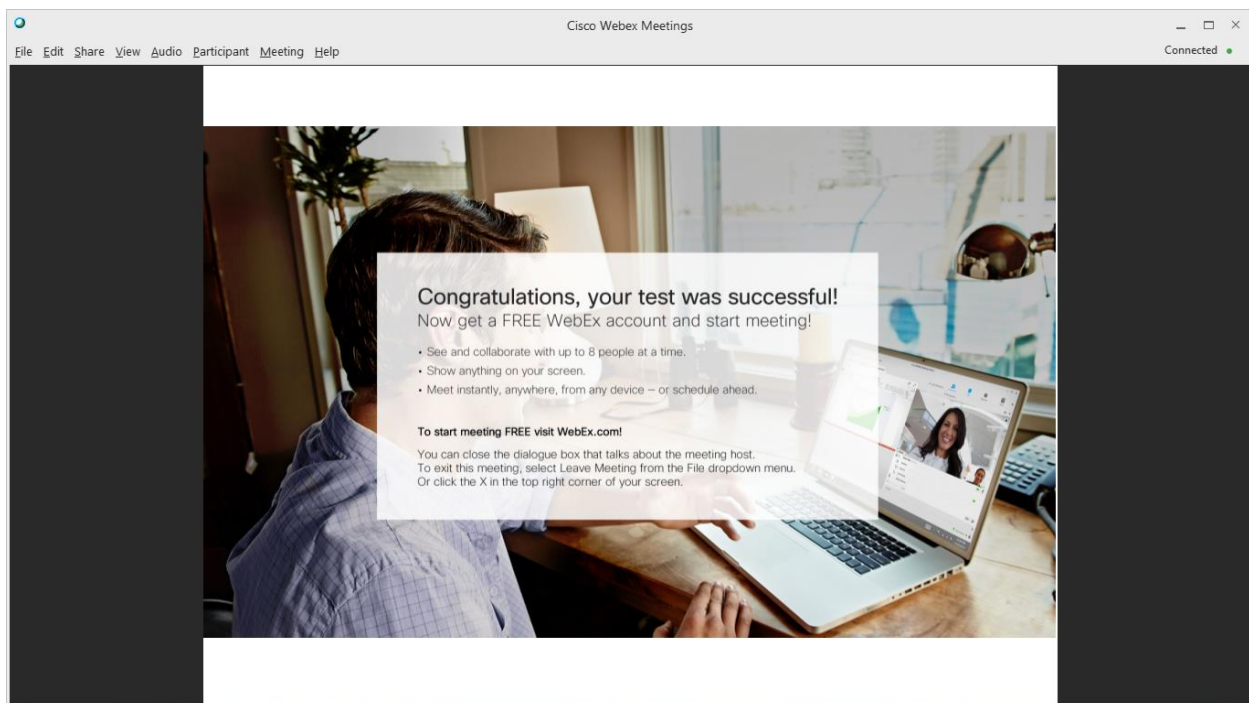 Cisco Webex Meetings
File Edit Share View Audio Participant Meeting Help
Connected
Congratulations, your test was successful!
Now get a FREE WebEx account and start meeting!
• See and collaborate with up to 8 people at a time.
• Show anything on your screen.
• Meet instantly, anywhere, from any device – or schedule ahead.
To start meeting FREE visit WebEx.com!
You can close the dialogue box that talks about the meeting host.
To exit this meeting, select Leave Meeting from the File dropdown menu.
Or click the X in the top right corner of your screen.